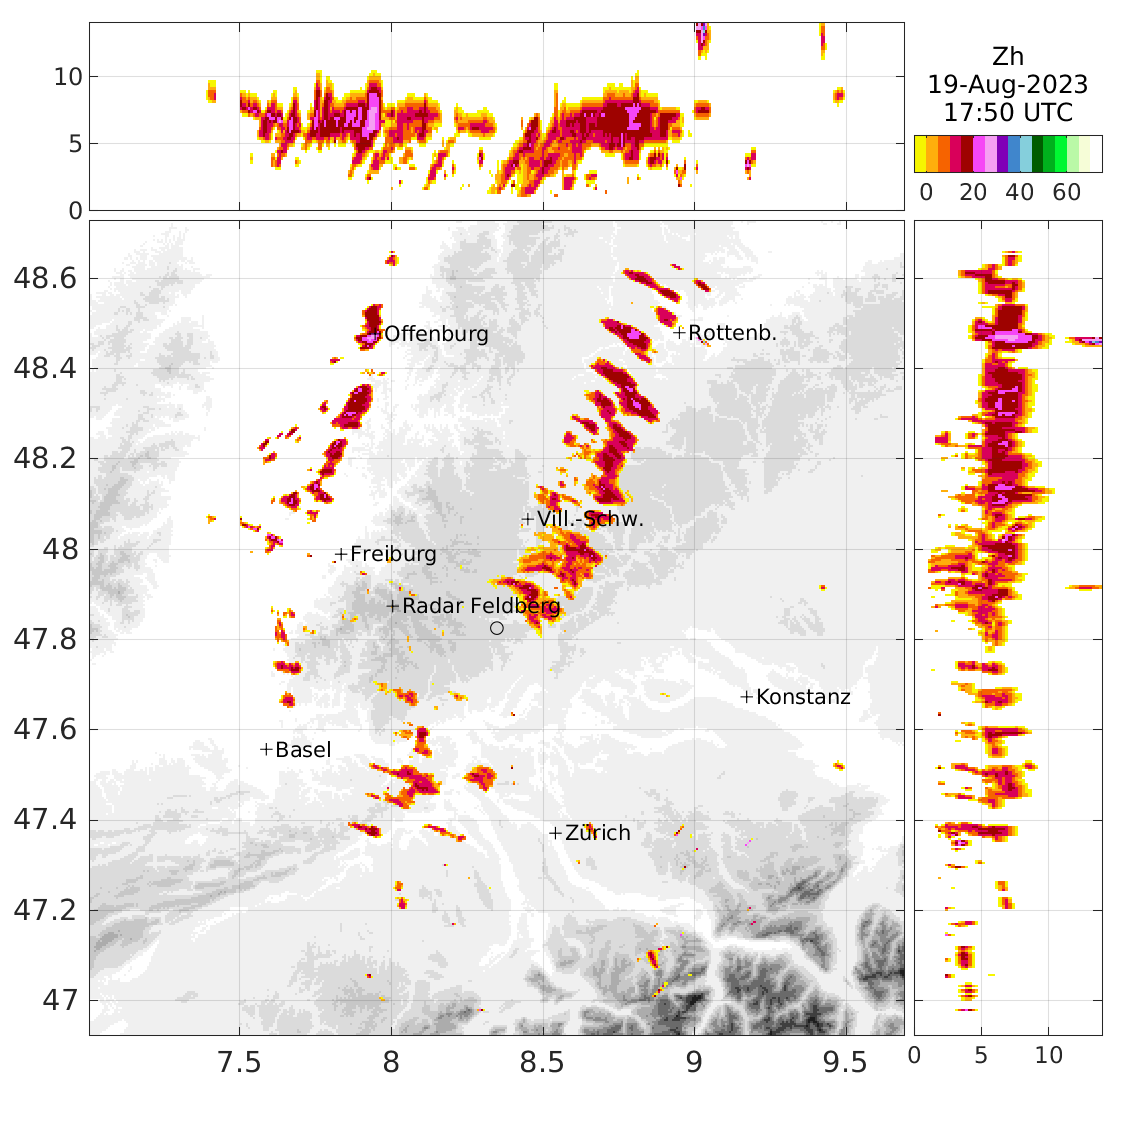 10
5
0
Zh
19-Aug-2023
17:50 UTC
0 20 40 60
48.6
48.4
48.2
48
47.8
47.6
47.4
47.2
47
+Offenburg
+Rottenb.
+Vill.-Schw.
+Freiburg
+Radar Feldberg
+Konstanz
+Basel
+Zürich
7.5 8 8.5 9 9.5
0 5 10